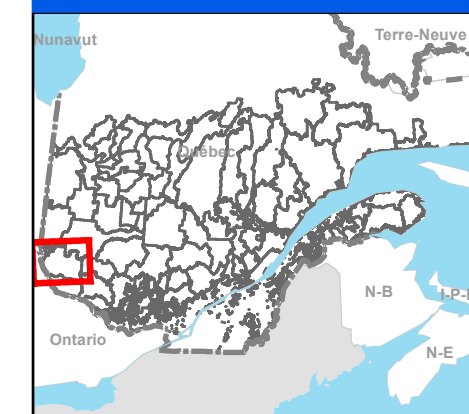 Nunavut
Terre-Neuve
Québec
N-B
I-P-
Ontario
N-E